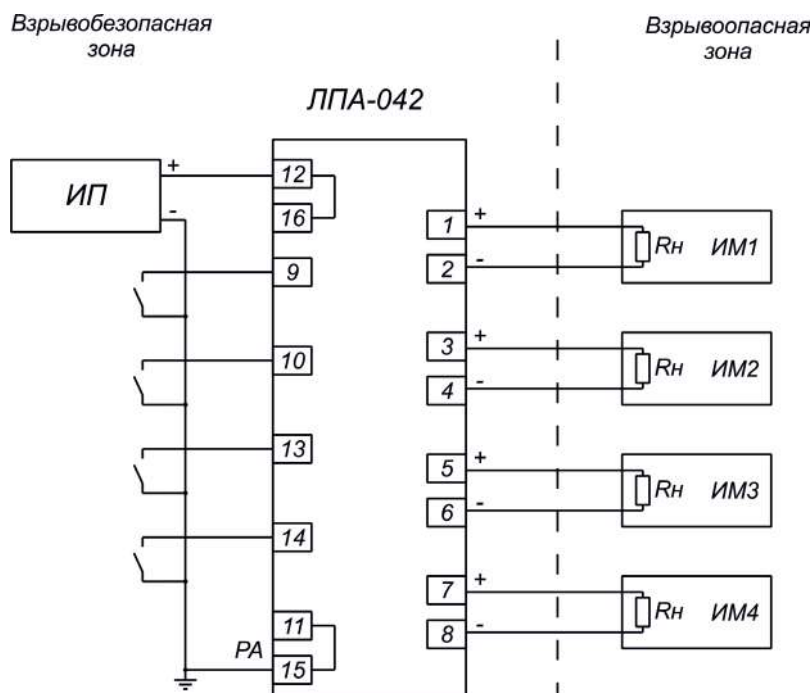 Взрывобезопасная
зона
Взрывоопасная
зона
ЛПА-042
ИП
+
-
12
16
9
10
13
14
11
РА
15
1
+
2
-
Rн
ИМ1
3
+
4
-
Rн
ИМ2
5
+
6
-
Rн
ИМ3
7
+
8
-
Rн
ИМ4